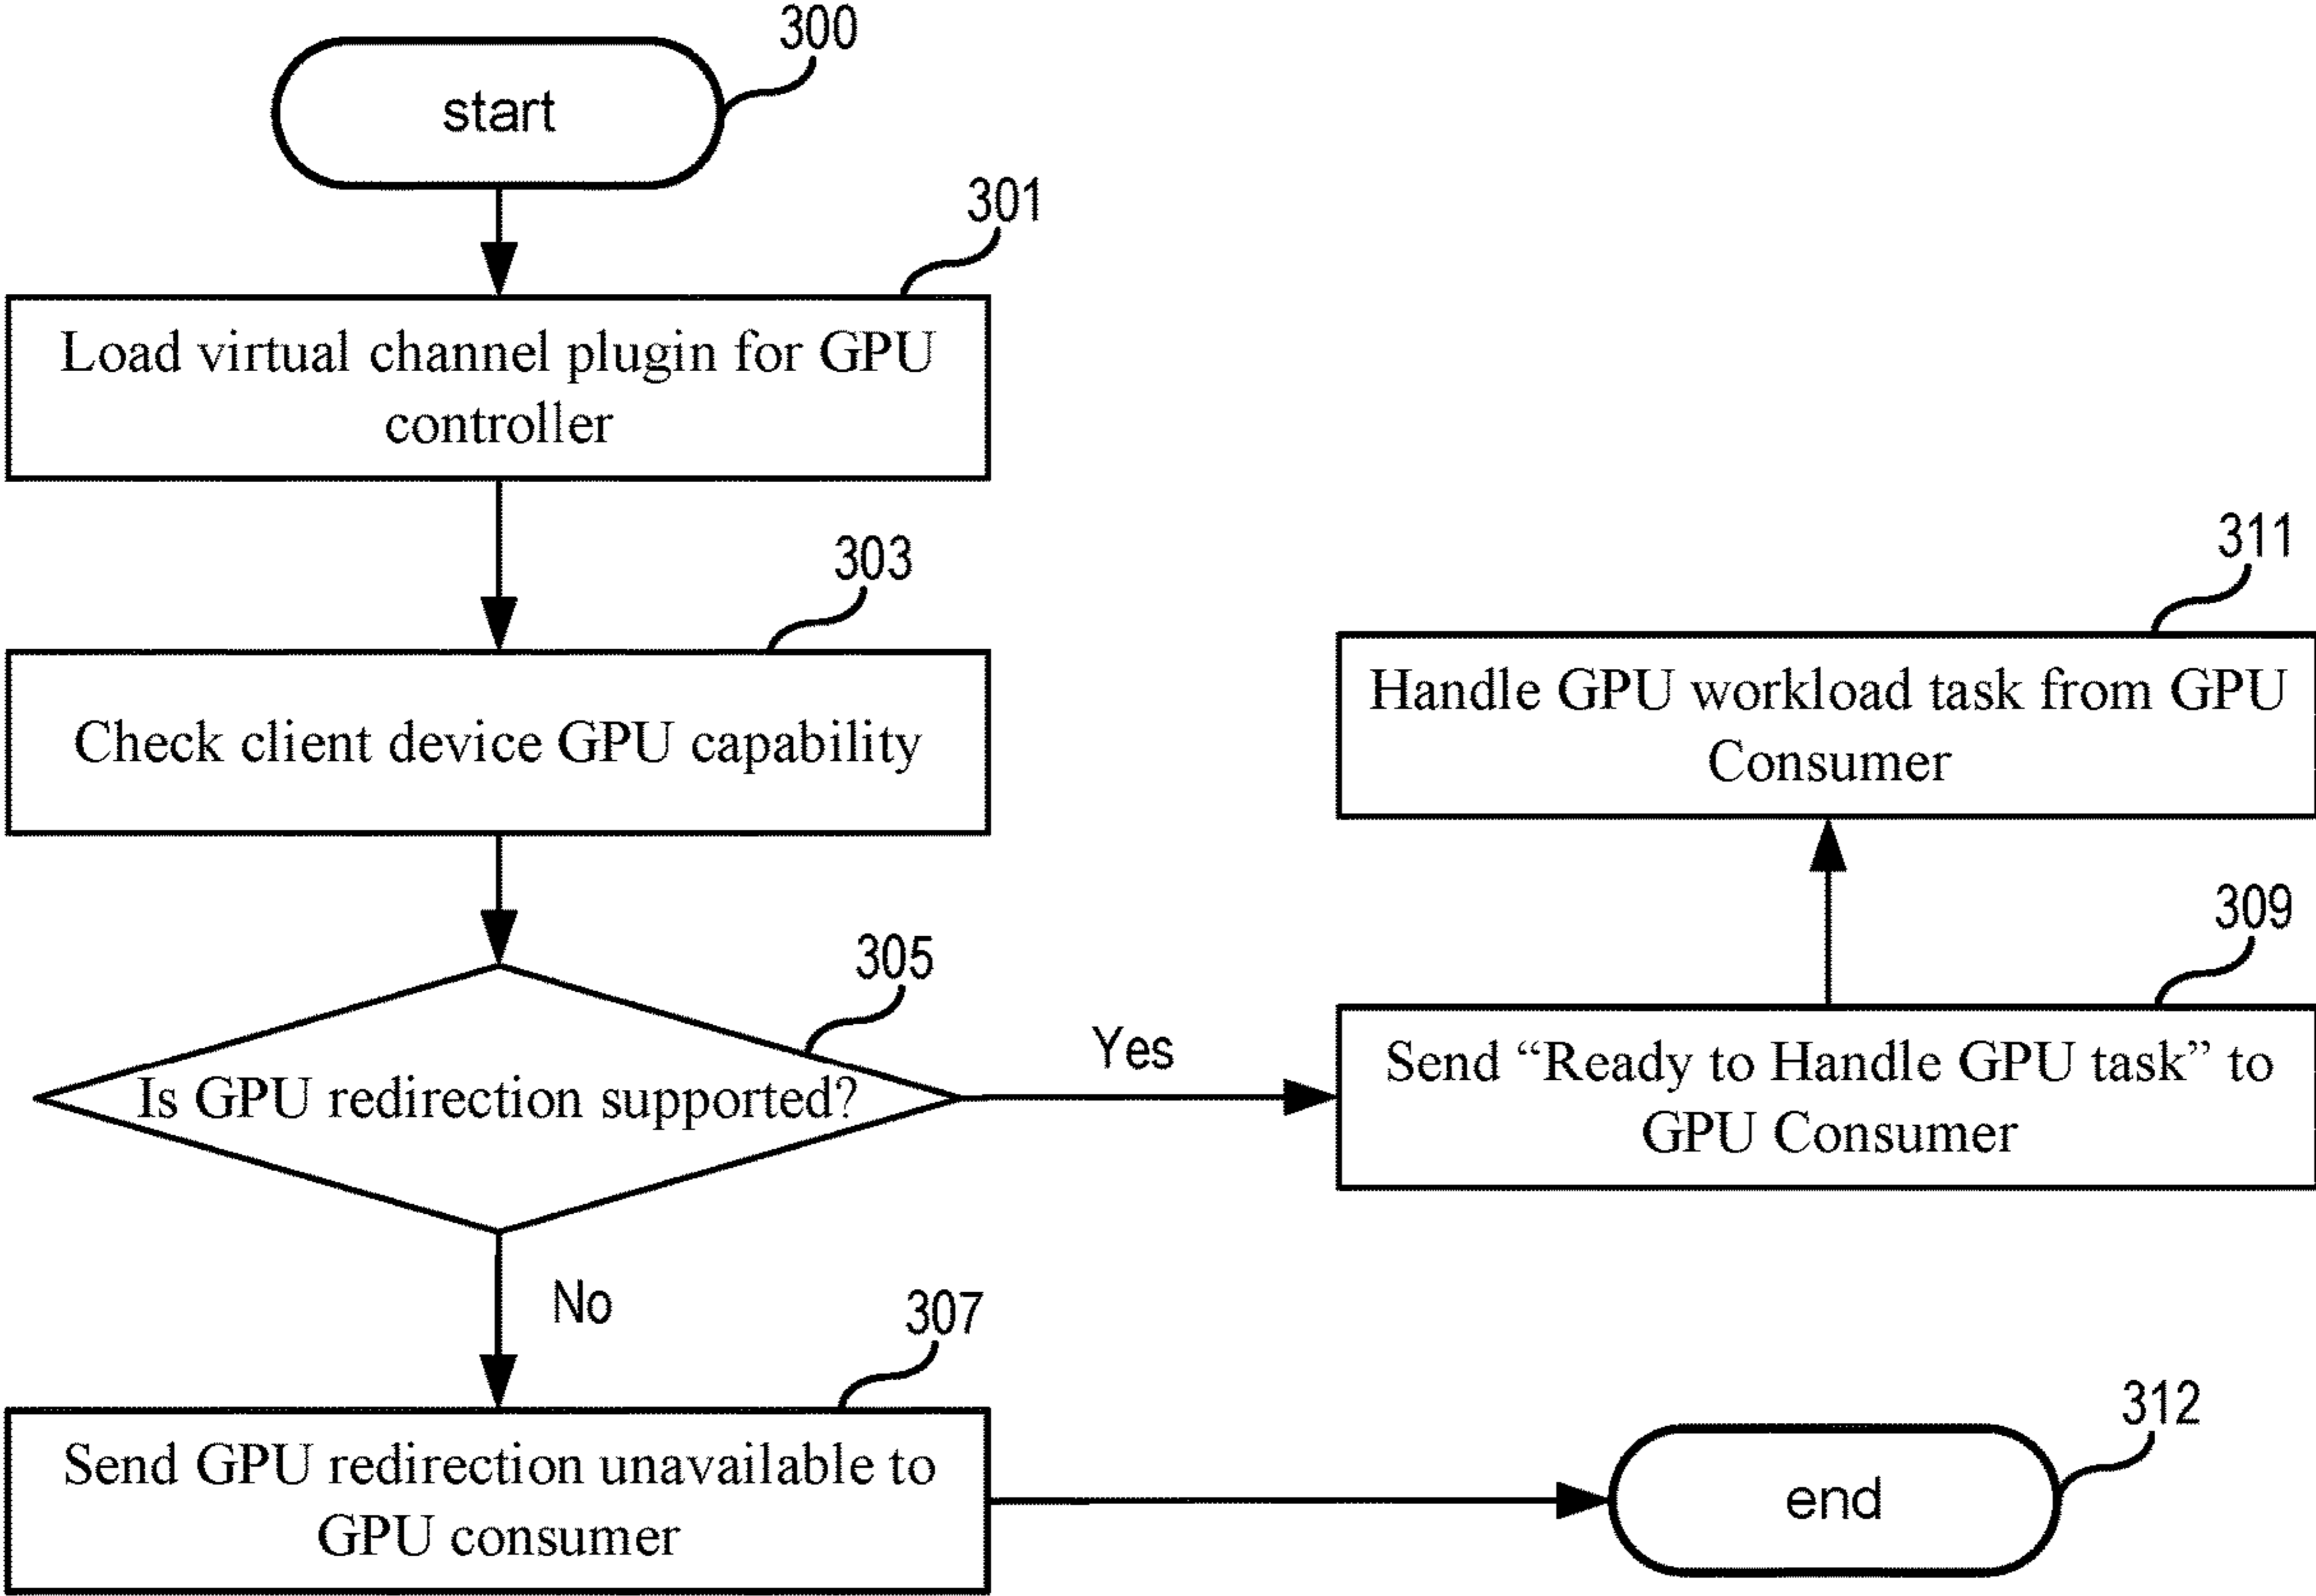 300
start
301
Load virtual channel plugin for GPU
controller
303
Check client device GPU capability
305
Is GPU redirection supported?
Yes
No
307
Send GPU redirection unavailable to
GPU consumer
311
Handle GPU workload task from GPU
Consumer
309
Send “Ready to Handle GPU task” to
GPU Consumer
312
end